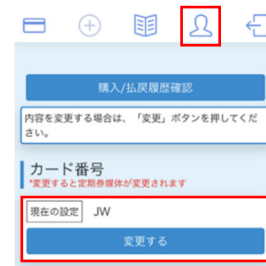 購入/払戻履歴確認
内容を変更する場合は、「変更」ボタンを押してくだ
さい。
カード番号
*変更すると定期券媒体が変更されます
現在の設定 JW
変更する